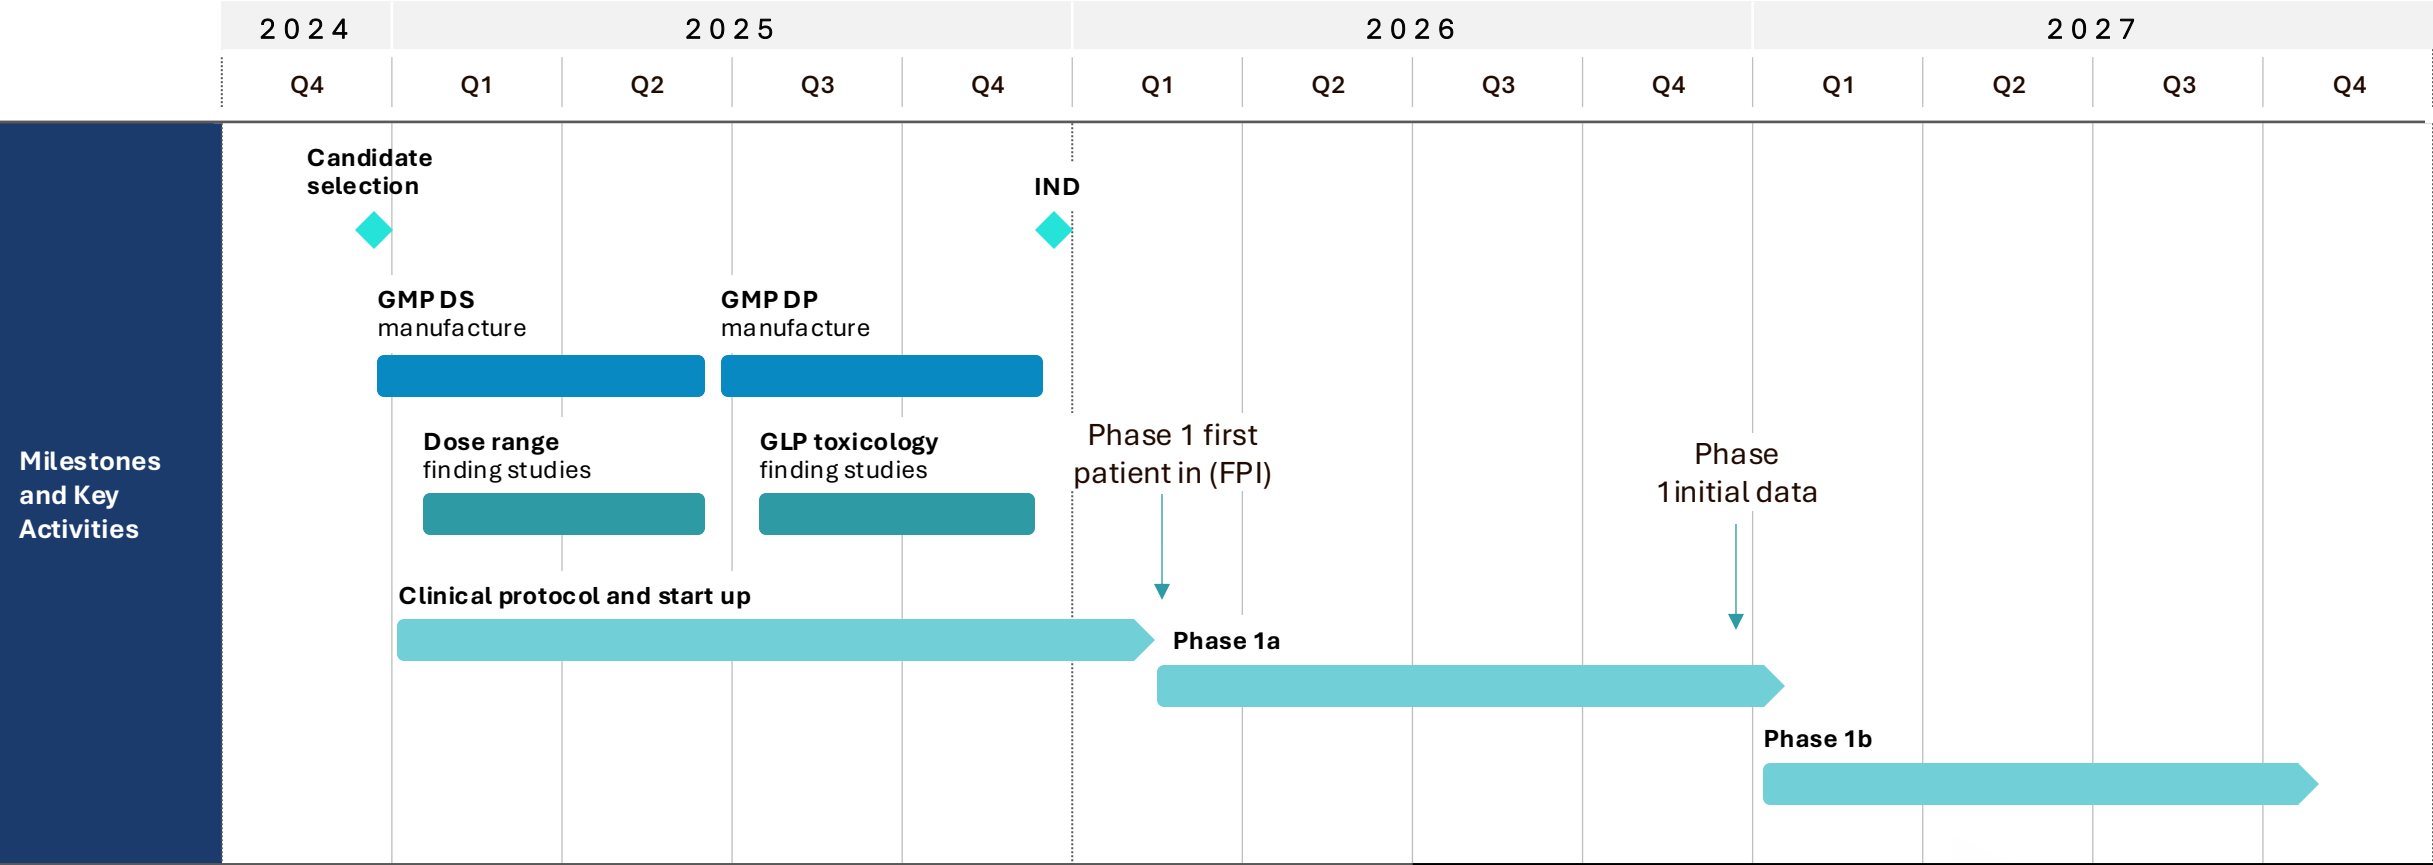 2024 2025 2026 2027
Q4 Q1 Q2 Q3 Q4 Q1 Q2 Q3 Q4 Q1 Q2 Q3 Q4
Milestones
and Key
Activities
Candidate
selection
IND
GMP DS
manufacture
GMP DP
manufacture
Dose range
finding studies
GLP toxicology
finding studies
Phase 1 first
patient in (FPI)
Phase
1initial data
Clinical protocol and start up
Phase 1a
Phase 1b